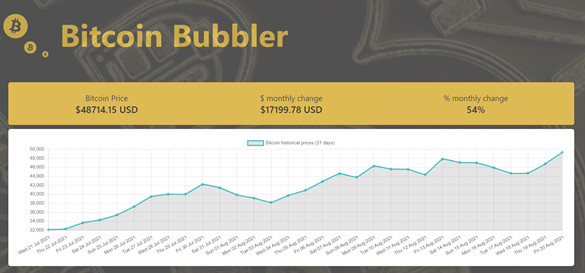 Bitcoin Bubbler
Bitcoin Price
$48714.15 USD
$ monthly change
$17199.78 USD
% monthly change
54%
Bitcoin historical prices (31 days)
50,000
48,000
46,000
44,000
42,000
40,000
38,000
36,000
34,000
32,000
Wed 21 Jul 2021
Thu 22 Jul 2021
Fri 23 Jul 2021
Sat 24 Jul 2021
Sun 25 Jul 2021
Mon 26 Jul 2021
Tue 27 Jul 2021
Wed 28 Jul 2021
Thu 29 Jul 2021
Fri 30 Jul 2021
Sat 31 Jul 2021
Sun 01 Aug 2021
Mon 02 Aug 2021
Tue 03 Aug 2021
Wed 04 Aug 2021
Thu 05 Aug 2021
Fri 06 Aug 2021
Sat 07 Aug 2021
Sun 08 Aug 2021
Mon 09 Aug 2021
Tue 10 Aug 2021
Wed 11 Aug 2021
Thu 12 Aug 2021
Fri 13 Aug 2021
Sat 14 Aug 2021
Sun 15 Aug 2021
Mon 16 Aug 2021
Tue 17 Aug 2021
Wed 18 Aug 2021
Thu 19 Aug 2021
Fri 20 Aug 2021